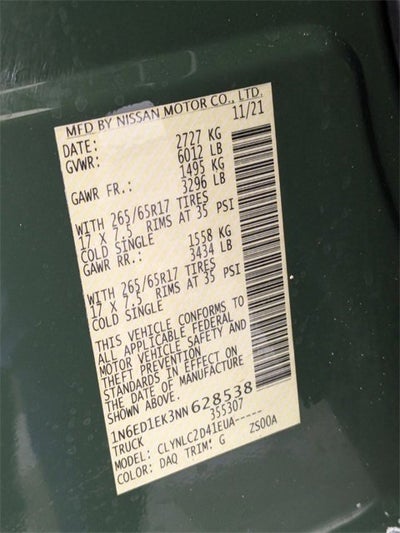 MFD BY NISSAN MOTOR CO., LTD.
DATE: 11/21
GVWR: 2727 KG
6012 LB
GAWR FR.: 1495 KG
3296 LB
WITH 265/65R17 TIRES
17 X 7.5 RIMS AT 35 PSI
COLD SINGLE
GAWR RR.: 1558 KG
3434 LB
WITH 265/65R17 TIRES
17 X 7.5 RIMS AT 35 PSI
COLD SINGLE
THIS VEHICLE CONFORMS TO
ALL APPLICABLE FEDERAL
MOTOR VEHICLE SAFETY AND
THEFT PREVENTION
STANDARDS IN EFFECT ON
THE DATE OF MANUFACTURE
SHOWN ABOVE.
1N6ED1EK3NN628538
TRUCK 355307
MODEL: CLYNLC2D41EUA-----
COLOR: DAQ TRIM: G ZS00A